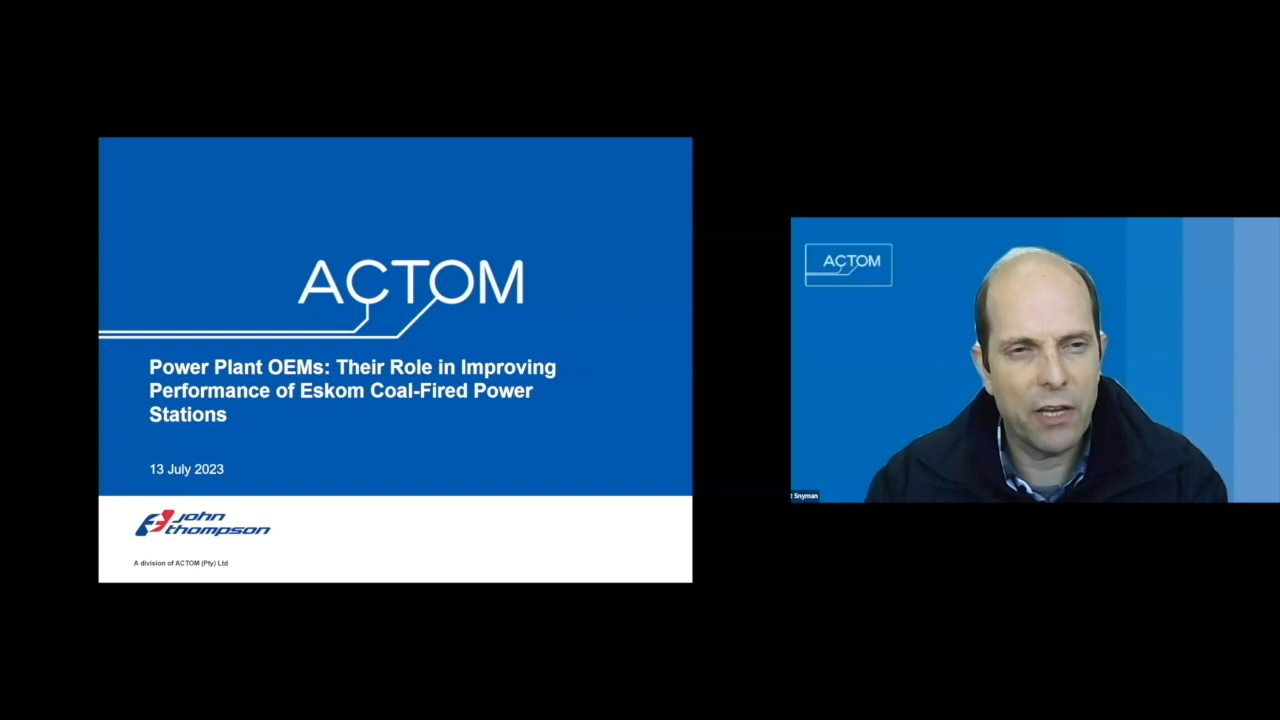 ACTOM
Power Plant OEMs: Their Role in Improving
Performance of Eskom Coal-Fired Power
Stations
13 July 2023
john
thompson
A division of ACTOM (Pty) Ltd
ACTOM
t Snyman